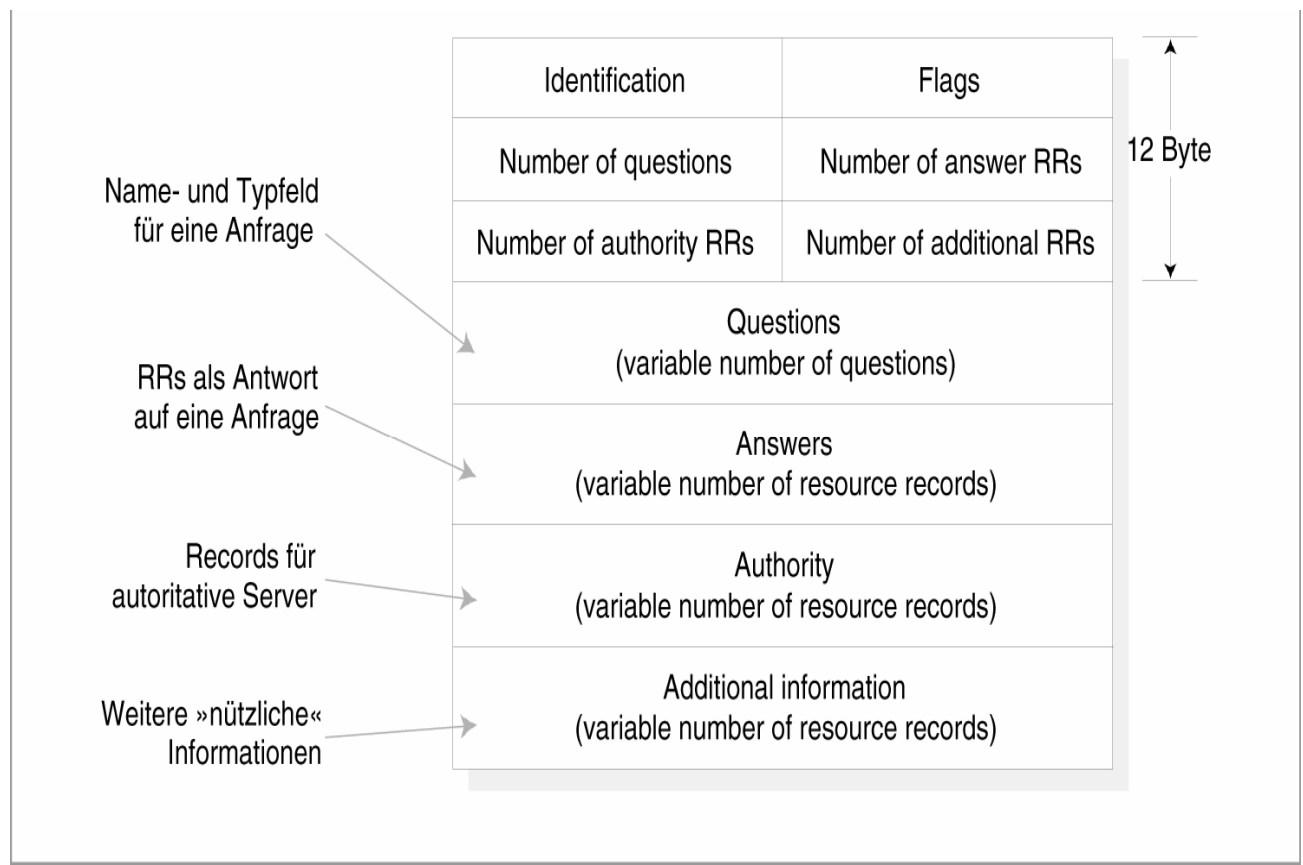 Identification
Flags
Number of questions
Number of answer RRs
12 Byte
Number of authority RRs
Number of additional RRs
Name- und Typfeld
für eine Anfrage
Questions
(variable number of questions)
RRs als Antwort
auf eine Anfrage
Answers
(variable number of resource records)
Records für
autoritative Server
Authority
(variable number of resource records)
Weitere »nützliche«
Informationen
Additional information
(variable number of resource records)